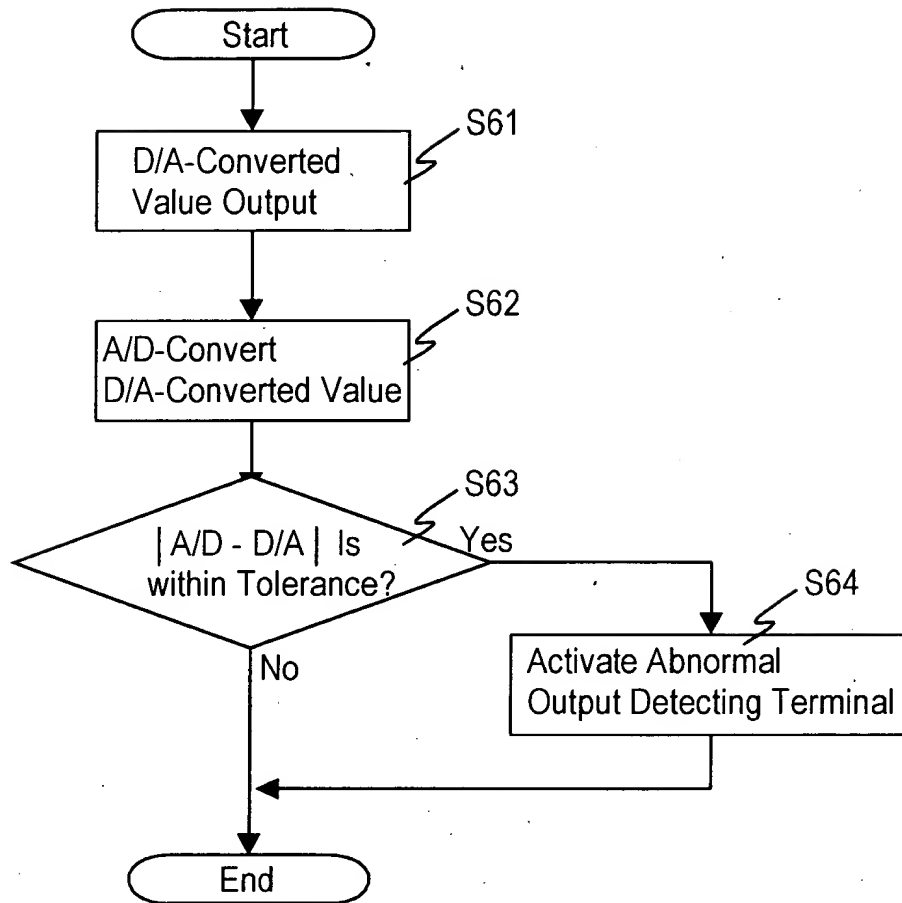 Start
S61
D/A-Converted
Value Output
S62
A/D-Convert
D/A-Converted Value
S63
| A/D - D/A | Is
within Tolerance?
Yes
No
S64
Activate Abnormal
Output Detecting Terminal
End